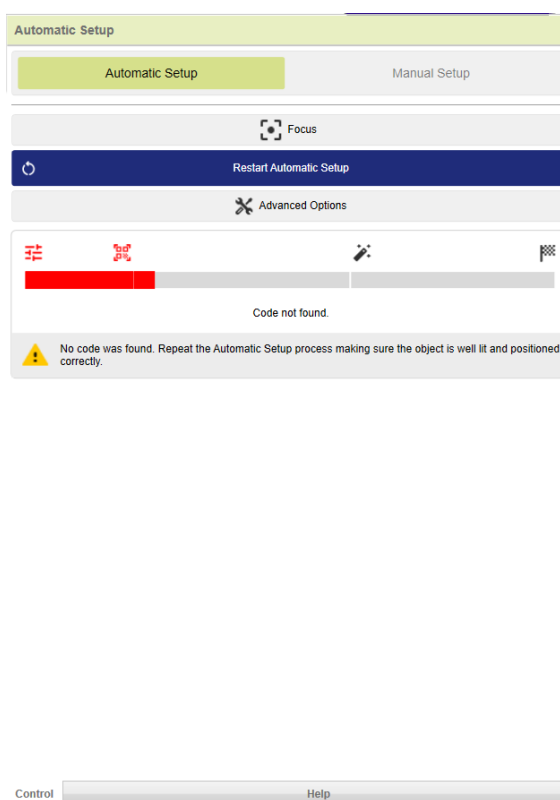 Automatic Setup
Automatic Setup
Manual Setup
Focus
Restart Automatic Setup
Advanced Options
Code not found.
No code was found. Repeat the Automatic Setup process making sure the object is well lit and positioned
correctly.
Control
Help